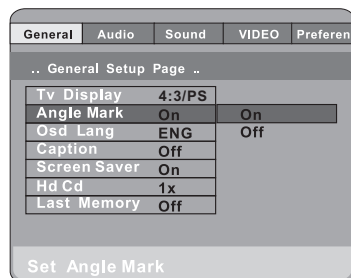 General Audio Sound VIDEO Preferen
.. General Setup Page ..
Tv Display 4:3/PS
Angle Mark On On
Osd Lang ENG Off
Caption Off
Screen Saver On
Hd Cd 1x
Last Memory Off
Set Angle Mark